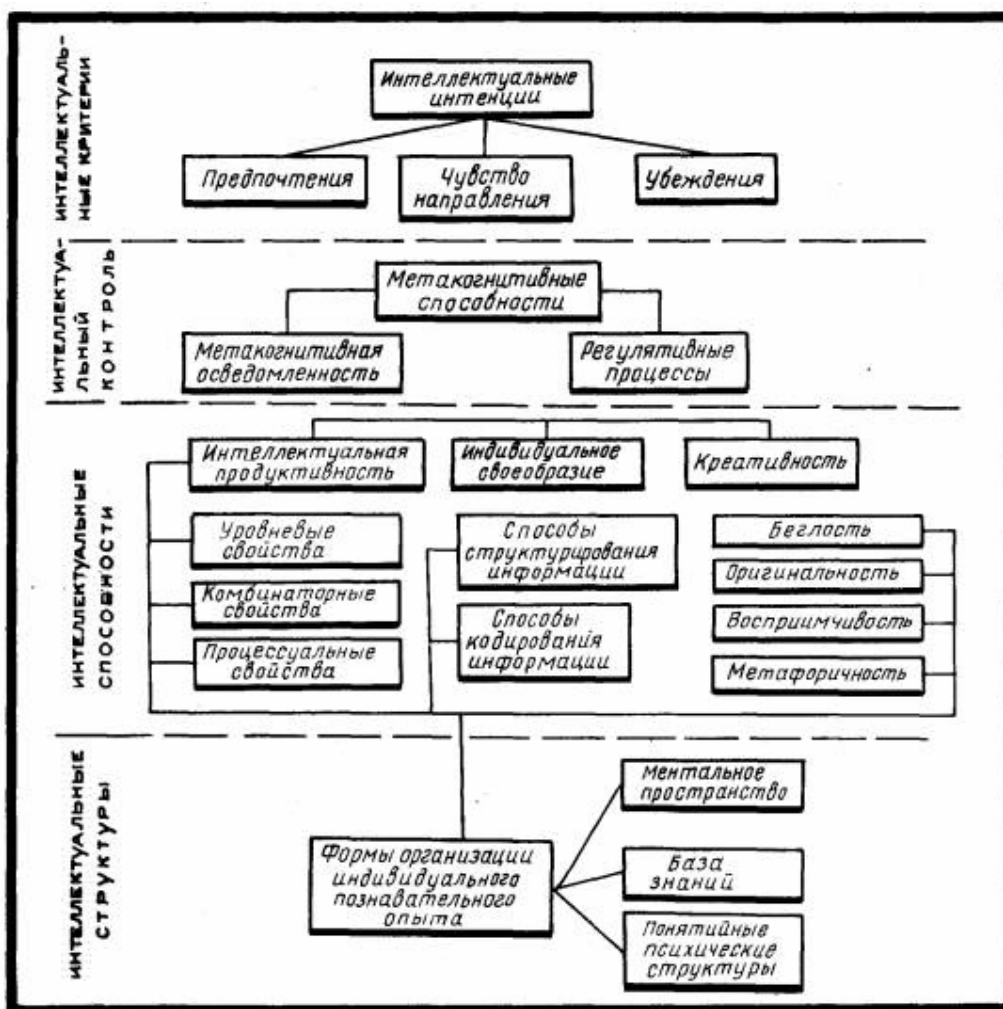 ИНТЕЛЛЕКТУАЛЬ-
НЫЕ КРИТЕРИИ
Интеллектуальные
интенции
Предпочтения
Чувство
направления
Убеждения
ИНТЕЛЛЕКТУА-
ЛЬНЫЙ
КОНТРОЛЬ
Метакогнитивные
способности
Метакогнитивная
осведомленность
Регулятивные
процессы
ИНТЕЛЛЕКТУАЛЬНЫЕ
СПОСОБНОСТИ
Интеллектуальная
продуктивность
Индивидуальное
своеобразие
Креативность
Уровневые
свойства
Комбинаторные
свойства
Процессуальные
свойства
Способы
структурирования
информации
Способы
кодирования
информации
Беглость
Оригинальность
Восприимчивость
Метафоричность
ИНТЕЛЛЕКТУАЛЬНЫЕ
СТРУКТУРЫ
Формы организации
индивидуального
познавательного
опыта
Ментальное
пространство
База
знаний
Понятийные
психические
структуры